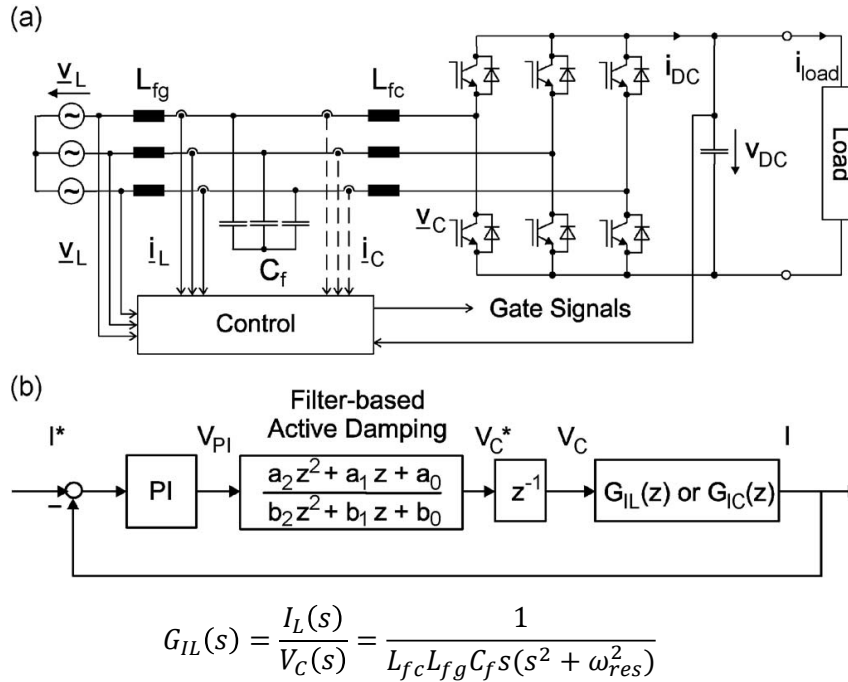 (a)
v_L
L_fg
L_fc
i_DC
i_load
~
~
~
v_DC
Load
v_C
v_L
i_L
C_f
i_C
Control
Gate Signals
(b)
Filter-based
Active Damping
I*
V_PI
V_C*
V_C
I
−
PI
a_2 z^2 + a_1 z + a_0
b_2 z^2 + b_1 z + b_0
z^-1
G_IL(z) or G_IC(z)
G_IL(s) = I_L(s) / V_C(s) = 1 / (L_fc L_fg C_f s(s^2 + ω_res^2))